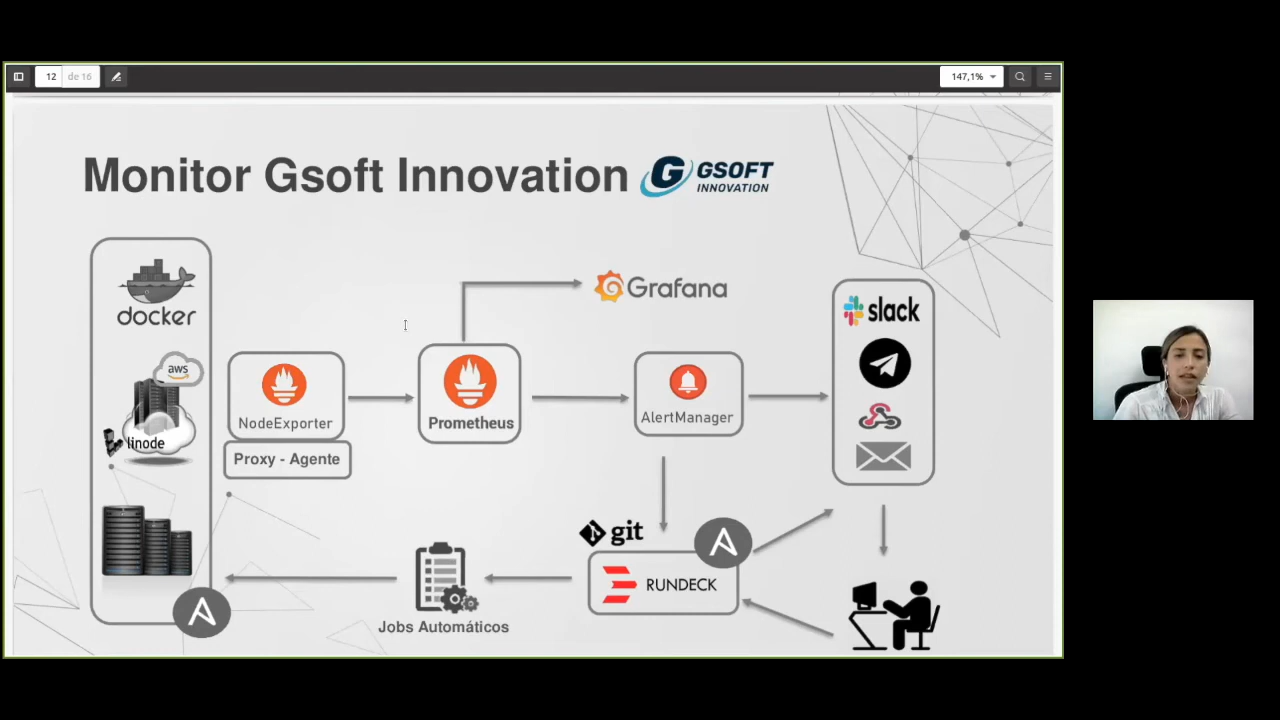 12 de 16
147,1%
Monitor Gsoft Innovation
GSOFT
INNOVATION
docker
aws
linode
NodeExporter
Proxy - Agente
Prometheus
Grafana
AlertManager
slack
git
RUNDECK
Jobs Automáticos